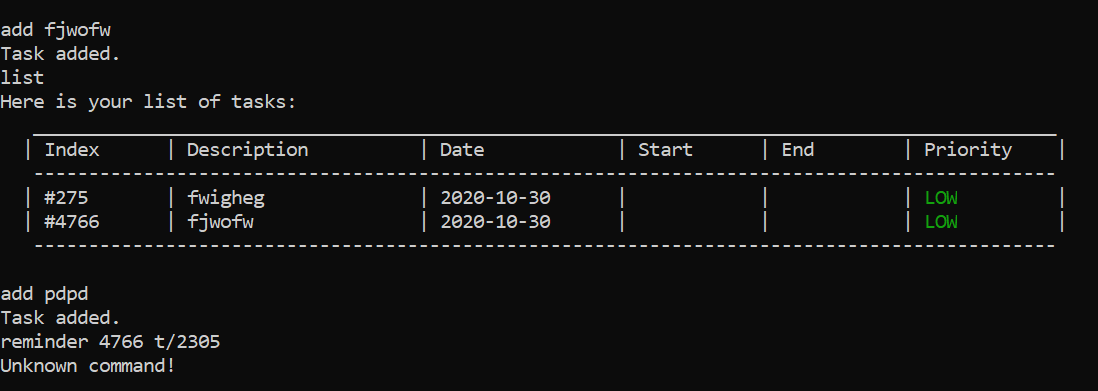 add fjwofw
Task added.
list
Here is your list of tasks:
| Index | Description | Date | Start | End | Priority |
| #275 | fwigheg | 2020-10-30 | | | LOW |
| #4766 | fjwofw | 2020-10-30 | | | LOW |
add pdpd
Task added.
reminder 4766 t/2305
Unknown command!